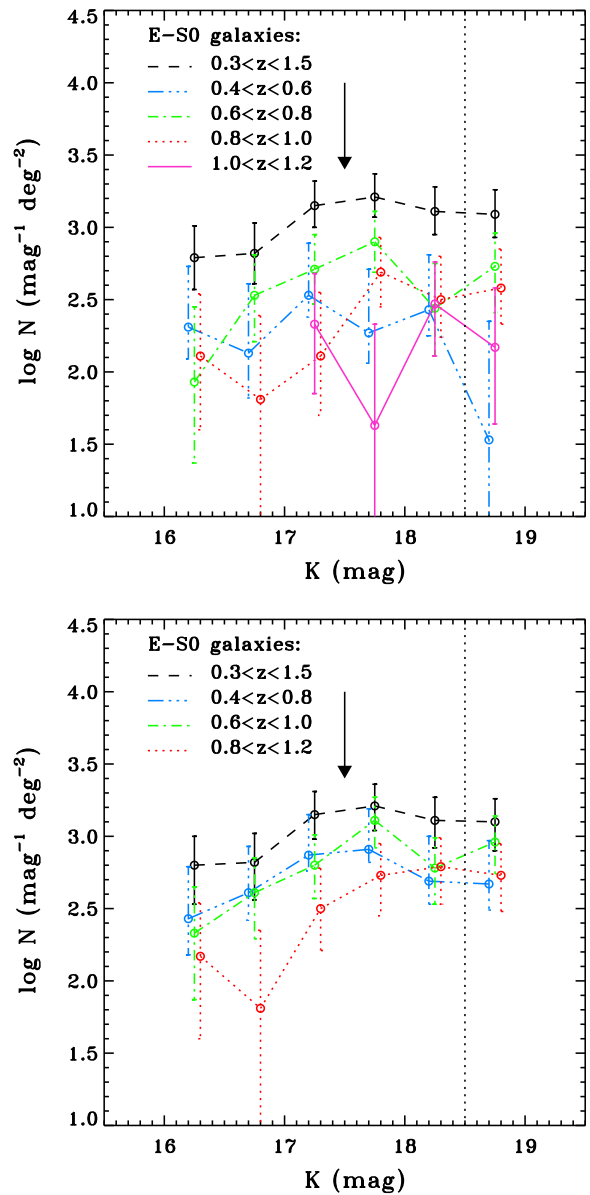 4.5
E-S0 galaxies:
0.3<z<1.5
0.4<z<0.6
0.6<z<0.8
0.8<z<1.0
1.0<z<1.2
4.0
3.5
3.0
2.5
2.0
1.5
1.0
log N (mag⁻¹ deg⁻²)
16 17 18 19
K (mag)
4.5
E-S0 galaxies:
0.3<z<1.5
0.4<z<0.8
0.6<z<1.0
0.8<z<1.2
4.0
3.5
3.0
2.5
2.0
1.5
1.0
log N (mag⁻¹ deg⁻²)
16 17 18 19
K (mag)